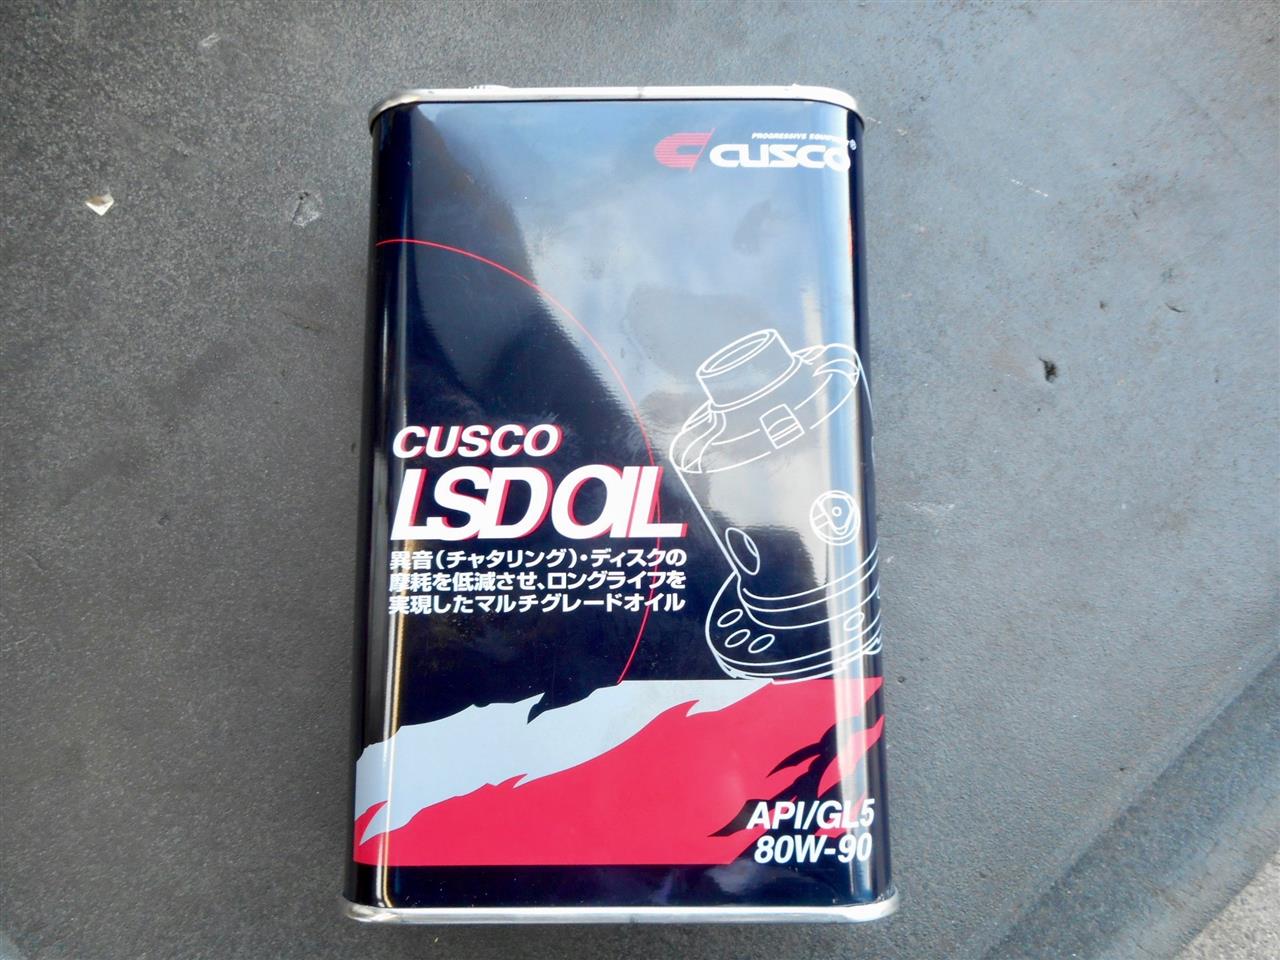 PROGRESSIVE EQUIPMENT
CUSCO®
CUSCO
LSD OIL
異音(チャタリング)・ディスクの
摩耗を低減させ、ロングライフを
実現したマルチグレードオイル
API/GL5
80W-90